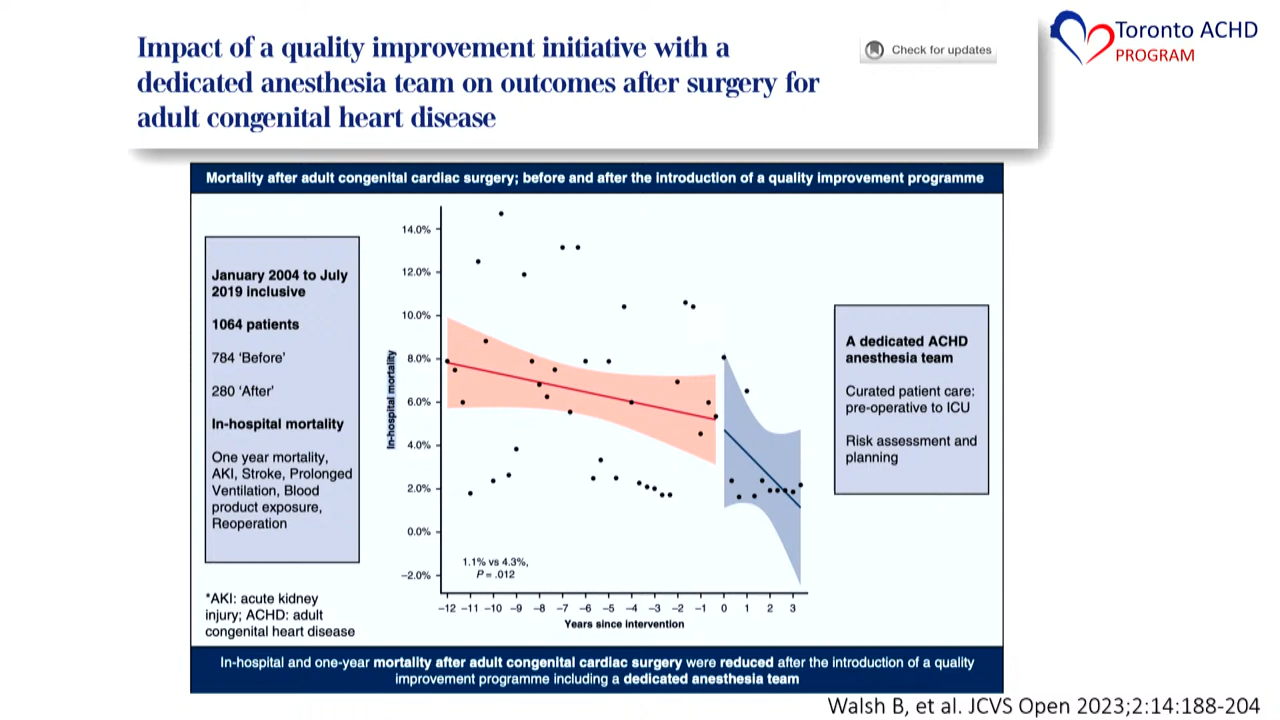 Impact of a quality improvement initiative with a
dedicated anesthesia team on outcomes after surgery for
adult congenital heart disease
Check for updates
Toronto ACHD
PROGRAM
Mortality after adult congenital cardiac surgery; before and after the introduction of a quality improvement programme
January 2004 to July
2019 inclusive
1064 patients
784 ‘Before’
280 ‘After’
In-hospital mortality
One year mortality,
AKI, Stroke, Prolonged
Ventilation, Blood
product exposure,
Reoperation
*AKI: acute kidney
injury; ACHD: adult
congenital heart disease
In-hospital mortality
14.0%
12.0%
10.0%
8.0%
6.0%
4.0%
2.0%
0.0%
–2.0%
1.1% vs 4.3%,
P = .012
–12 –11 –10 –9 –8 –7 –6 –5 –4 –3 –2 –1 0 1 2 3
Years since intervention
A dedicated ACHD
anesthesia team
Curated patient care:
pre-operative to ICU
Risk assessment and
planning
In-hospital and one-year mortality after adult congenital cardiac surgery were reduced after the introduction of a quality
improvement programme including a dedicated anesthesia team
Walsh B, et al. JCVS Open 2023;2:14:188-204